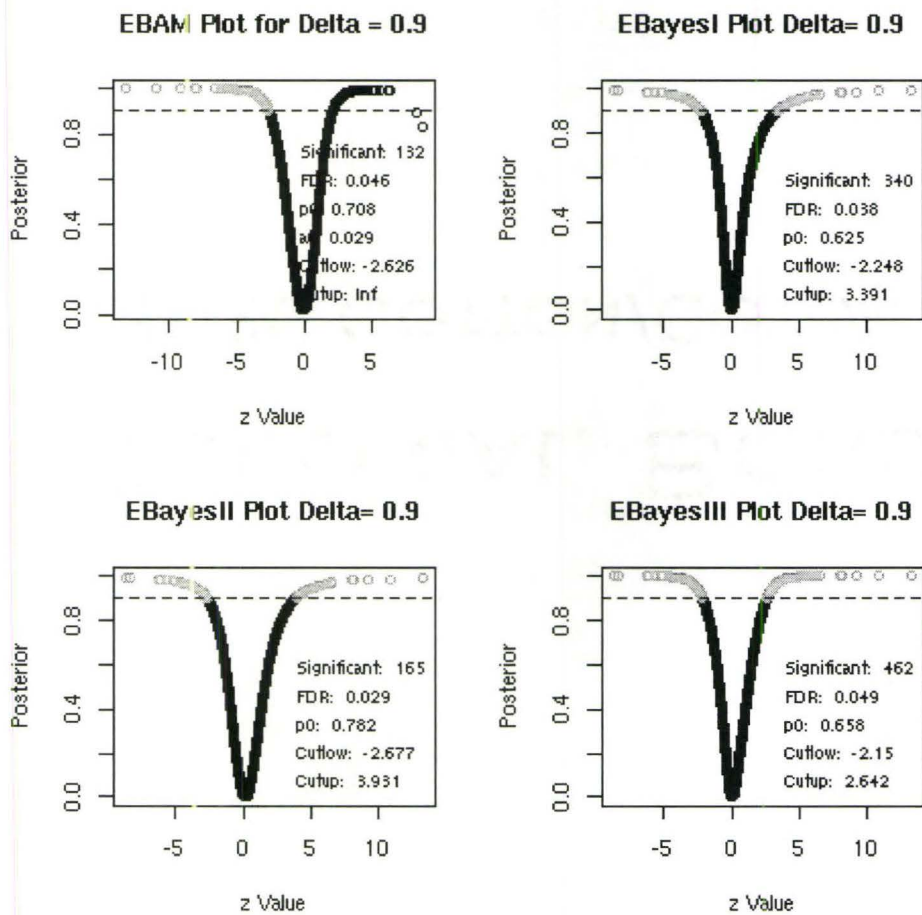 EBAM Plot for Delta = 0.9
Posterior
0.0 0.4 0.8
Significant: 132
FDR: 0.046
p0: 0.708
a0: 0.029
Cutlow: -2.626
Cutup: Inf
-10 -5 0 5
z Value
EBayesI Plot Delta= 0.9
Posterior
0.0 0.4 0.8
Significant: 340
FDR: 0.038
p0: 0.625
Cutlow: -2.248
Cutup: 3.391
-5 0 5 10
z Value
EBayesII Plot Delta= 0.9
Posterior
0.0 0.4 0.8
Significant: 165
FDR: 0.029
p0: 0.782
Cutlow: -2.677
Cutup: 3.931
-5 0 5 10
z Value
EBayesIII Plot Delta= 0.9
Posterior
0.0 0.4 0.8
Significant: 462
FDR: 0.049
p0: 0.658
Cutlow: -2.15
Cutup: 2.642
-5 0 5 10
z Value